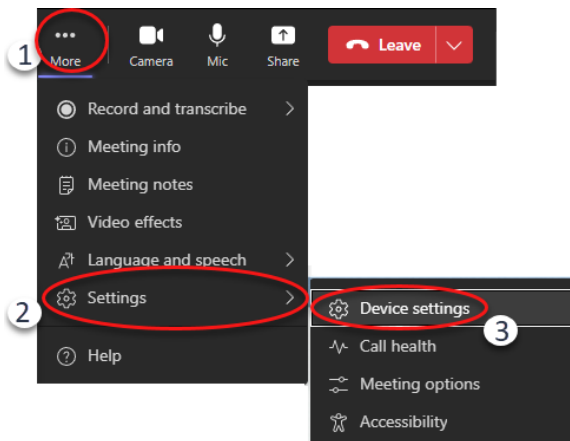 1
More
Camera
Mic
Share
Leave
Record and transcribe
Meeting info
Meeting notes
Video effects
Language and speech
2
Settings
Device settings
3
Help
Call health
Meeting options
Accessibility